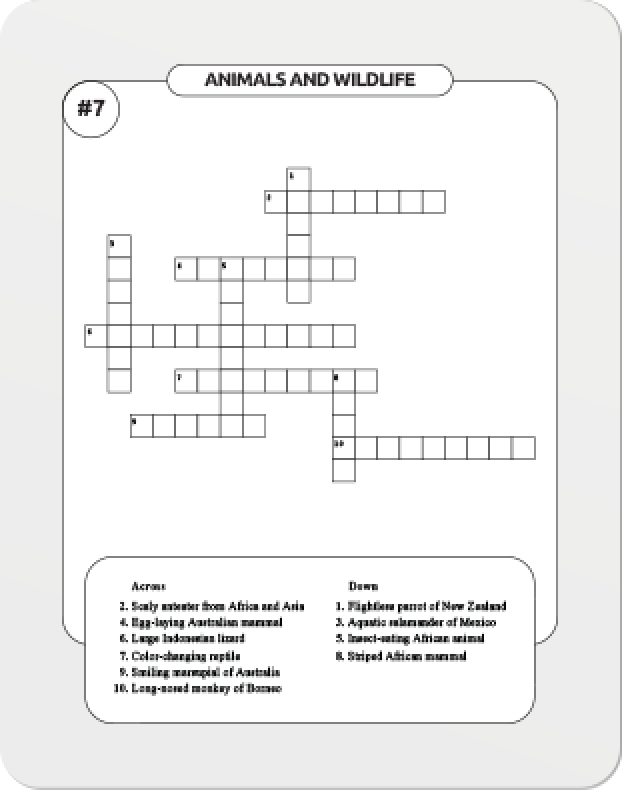 ANIMALS AND WILDLIFE
#7
1
2
3
4 5
6
7 8
9
10
Across
2. Scaly anteater from Africa and Asia
4. Egg-laying Australian mammal
6. Large Indonesian lizard
7. Color-changing reptile
9. Smiling marsupial of Australia
10. Long-nosed monkey of Borneo
Down
1. Flightless parrot of New Zealand
3. Aquatic salamander of Mexico
5. Insect-eating African animal
8. Striped African mammal